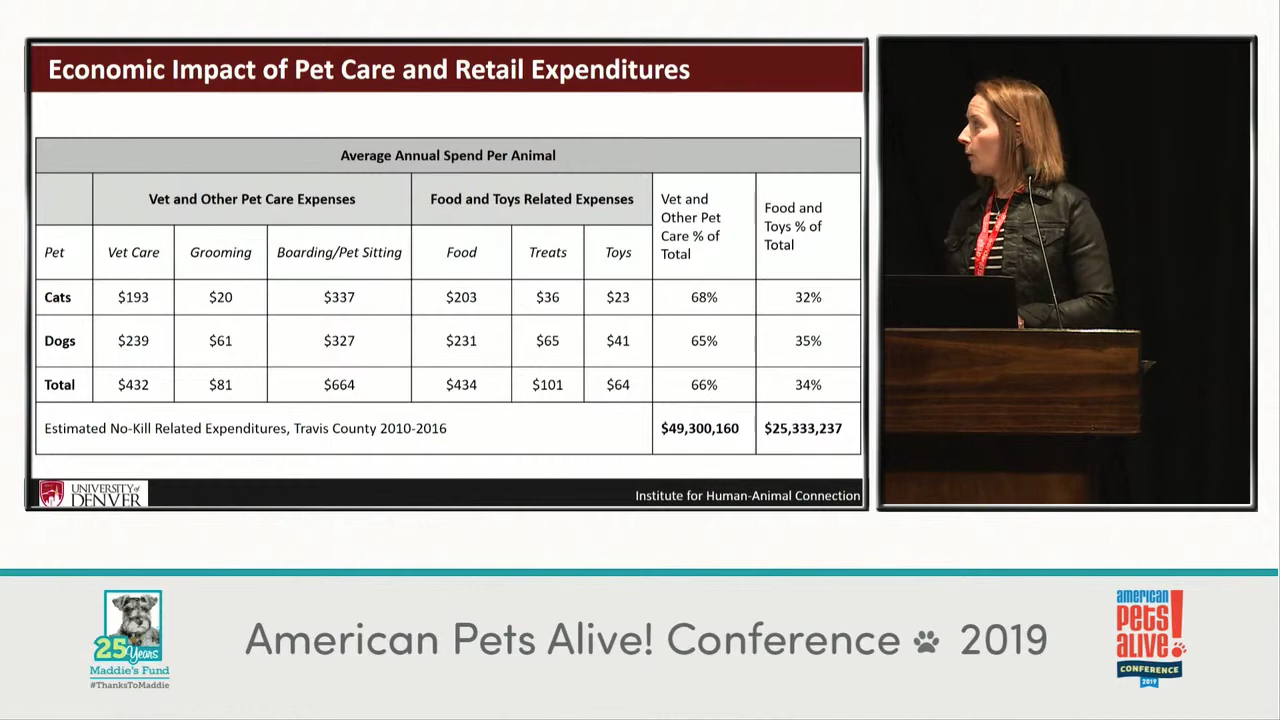 Economic Impact of Pet Care and Retail Expenditures
Average Annual Spend Per Animal
Vet and Other Pet Care Expenses
Food and Toys Related Expenses
Vet and
Other Pet
Care % of
Total
Food and
Toys % of
Total
Pet Vet Care Grooming Boarding/Pet Sitting Food Treats Toys
Cats $193 $20 $337 $203 $36 $23 68% 32%
Dogs $239 $61 $327 $231 $65 $41 65% 35%
Total $432 $81 $664 $434 $101 $64 66% 34%
Estimated No-Kill Related Expenditures, Travis County 2010-2016 $49,300,160 $25,333,237
UNIVERSITY of
DENVER
Institute for Human-Animal Connection
25 Years
Maddie's Fund
#ThanksToMaddie
American Pets Alive! Conference 2019
american
pets
alive!
CONFERENCE
2019